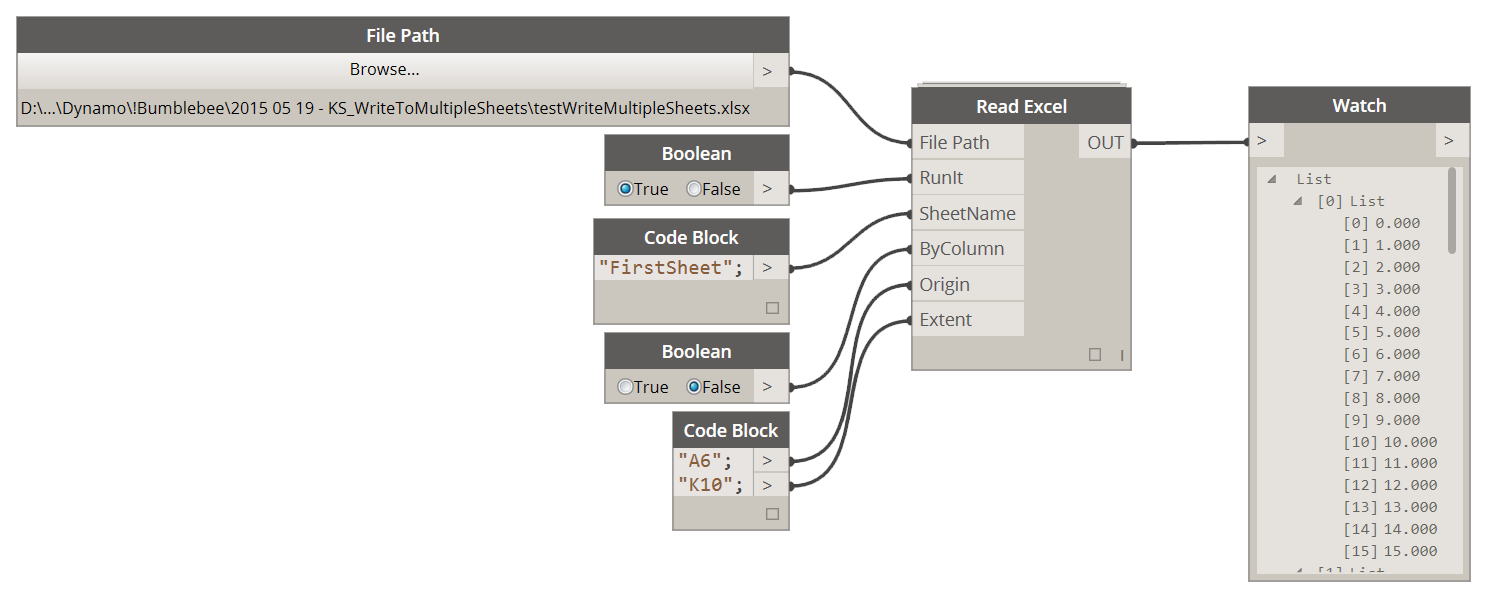 File Path
Browse...
>
D:\...\Dynamo\!Bumblebee\2015 05 19 - KS_WriteToMultipleSheets\testWriteMultipleSheets.xlsx
Boolean
True False >
Code Block
"FirstSheet"; >
Boolean
True False >
Code Block
"A6"; >
"K10"; >
Read Excel
File Path OUT
RunIt
SheetName
ByColumn
Origin
Extent
Watch
> >
List
[0] List
[0] 0.000
[1] 1.000
[2] 2.000
[3] 3.000
[4] 4.000
[5] 5.000
[6] 6.000
[7] 7.000
[8] 8.000
[9] 9.000
[10] 10.000
[11] 11.000
[12] 12.000
[13] 13.000
[14] 14.000
[15] 15.000
[1] List